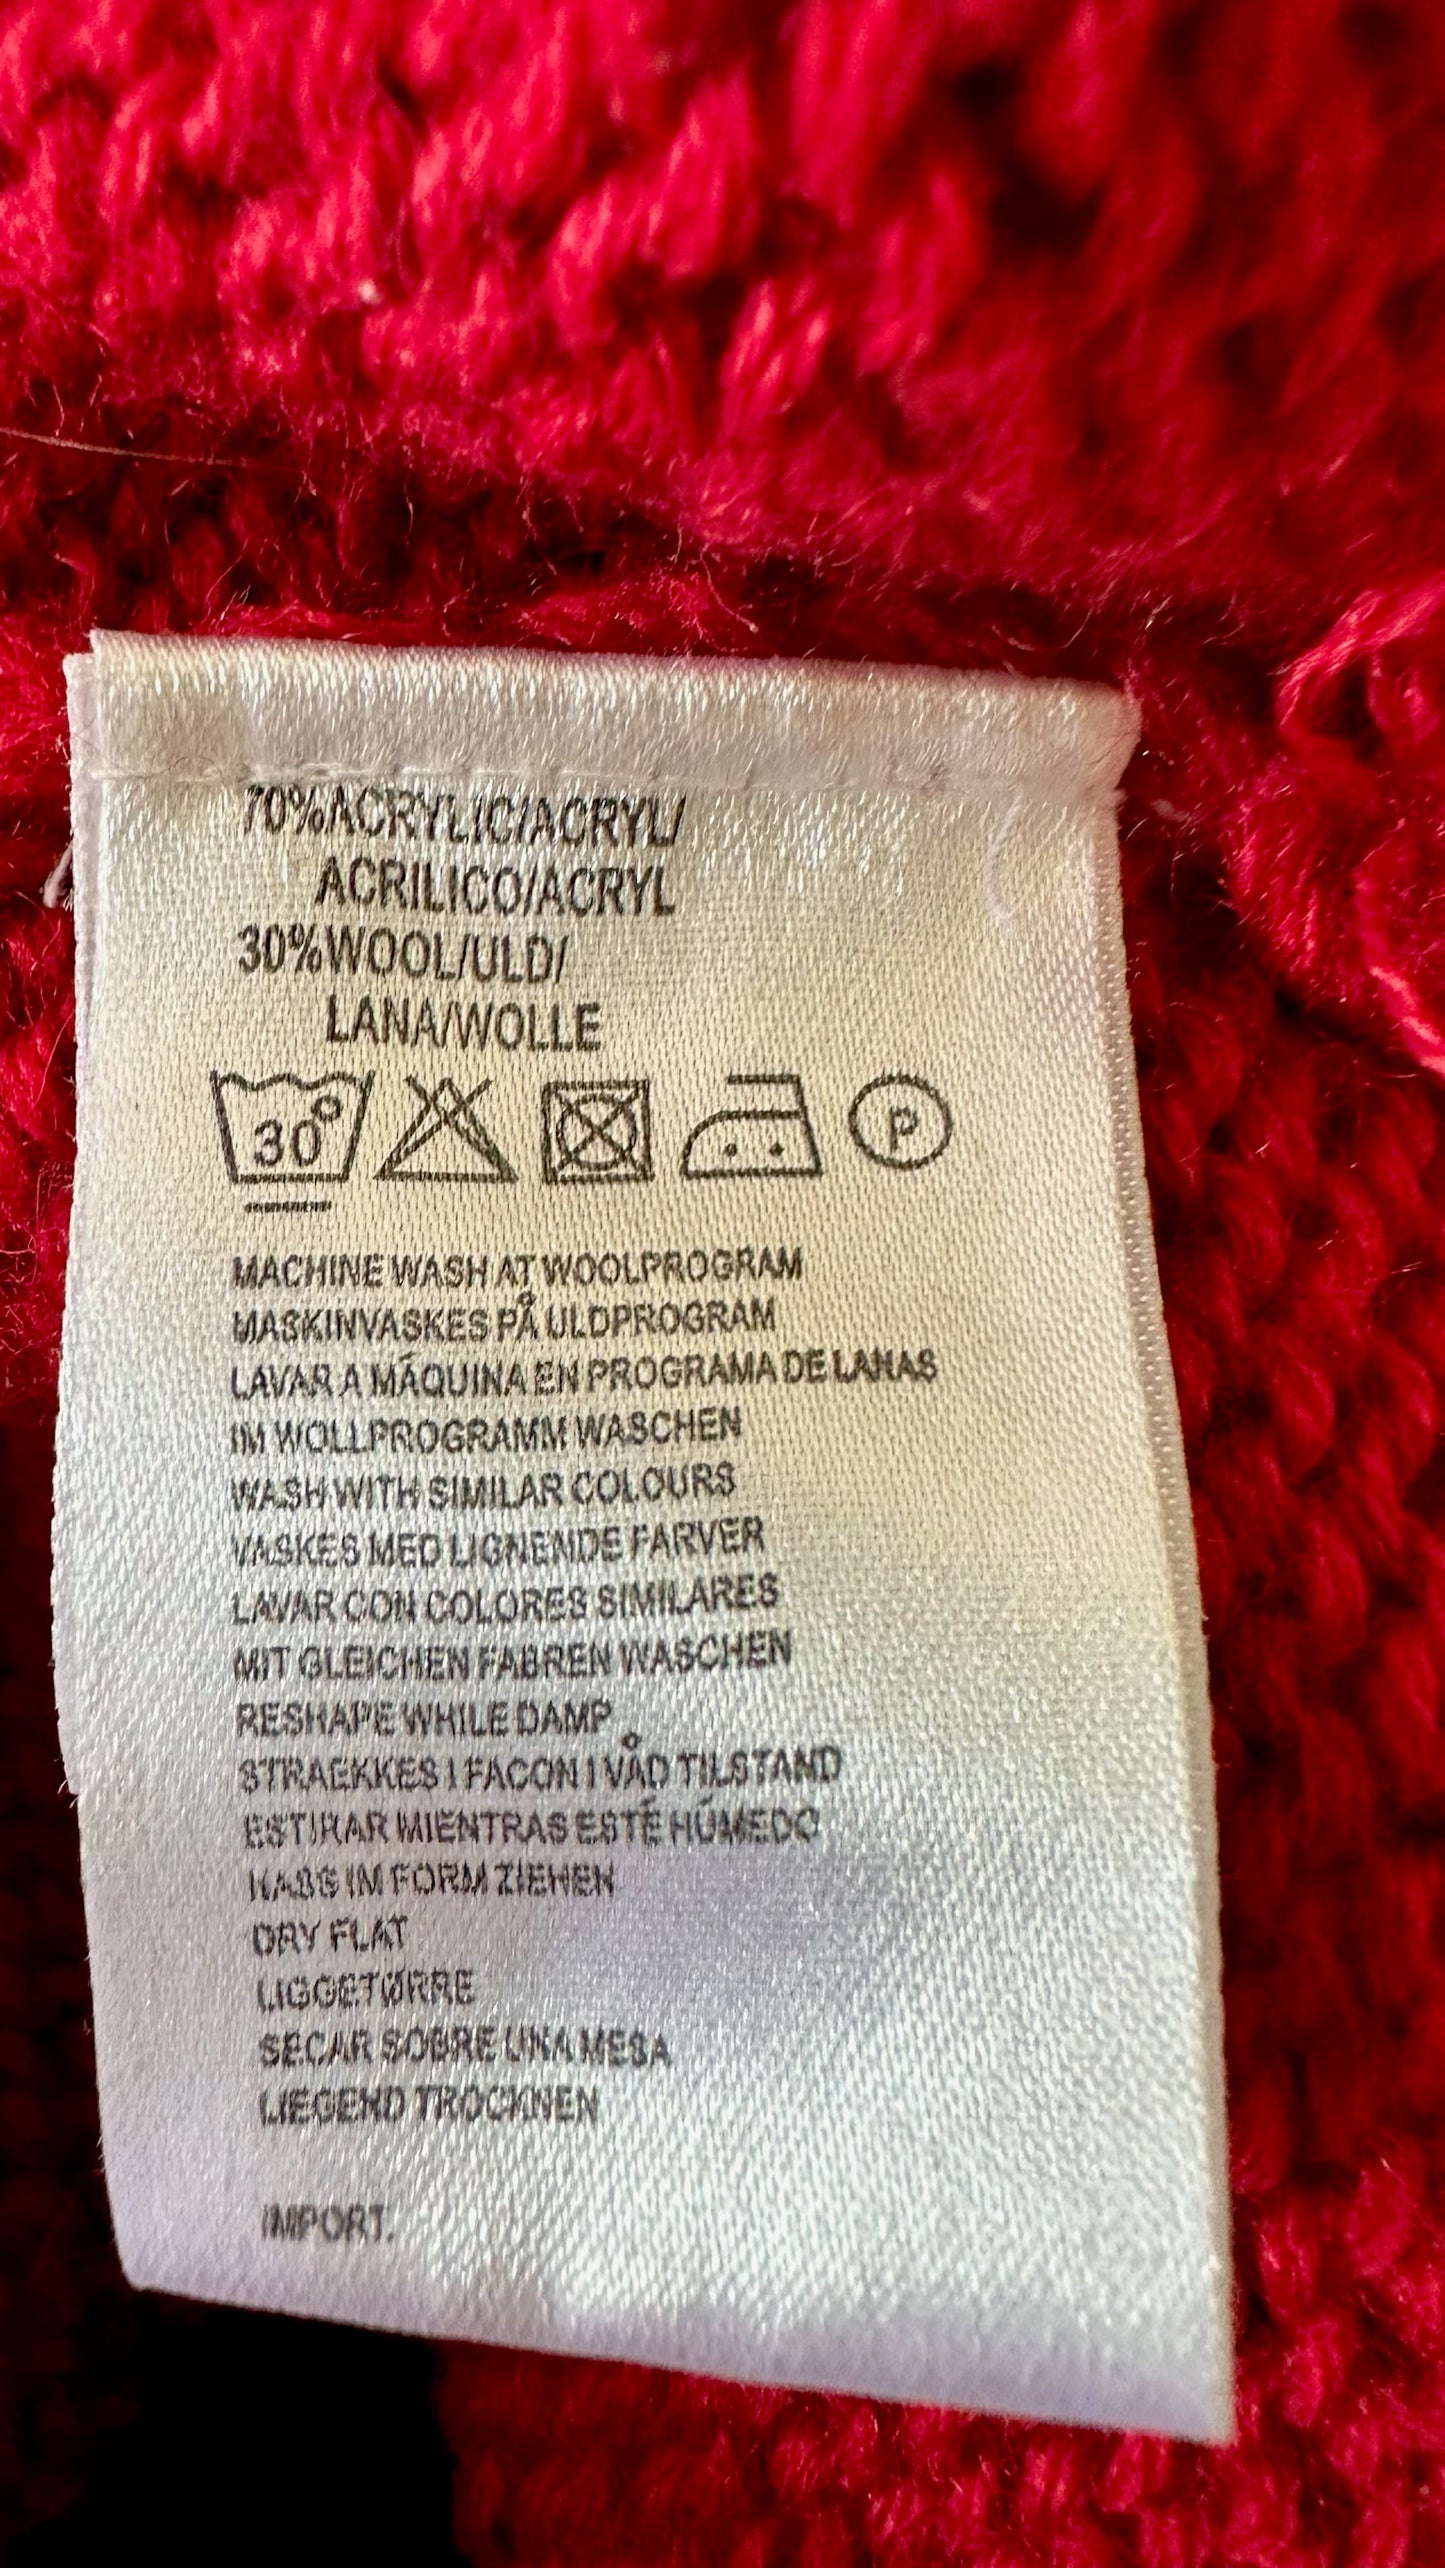 70%ACRYLIC/ACRYL/
ACRILICO/ACRYL
30%WOOL/ULD/
LANA/WOLLE
30° P
MACHINE WASH AT WOOLPROGRAM
MASKINVASKES PÅ ULDPROGRAM
LAVAR A MÁQUINA EN PROGRAMA DE LANAS
IM WOLLPROGRAMM WASCHEN
WASH WITH SIMILAR COLOURS
VASKES MED LIGNENDE FARVER
LAVAR CON COLORES SIMILARES
MIT GLEICHEN FABREN WASCHEN
RESHAPE WHILE DAMP
STRAEKKES I FACON I VÅD TILSTAND
ESTIRAR MIENTRAS ESTÉ HÚMEDO
NASS IM FORM ZIEHEN
DRY FLAT
LIGGETØRRE
SECAR SOBRE UNA MESA
LIEGEND TROCKNEN
IMPORT.